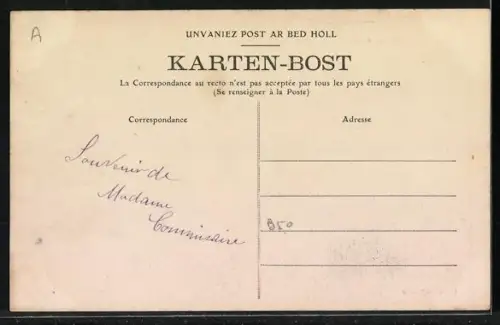 A
UNVANIEZ POST AR BED HOLL
KARTEN-BOST
La Correspondance au recto n'est pas acceptée par tous les pays étrangers
(Se renseigner à la Poste)
Correspondance
Adresse
Souvenir de
Madame
Commisaire
B50